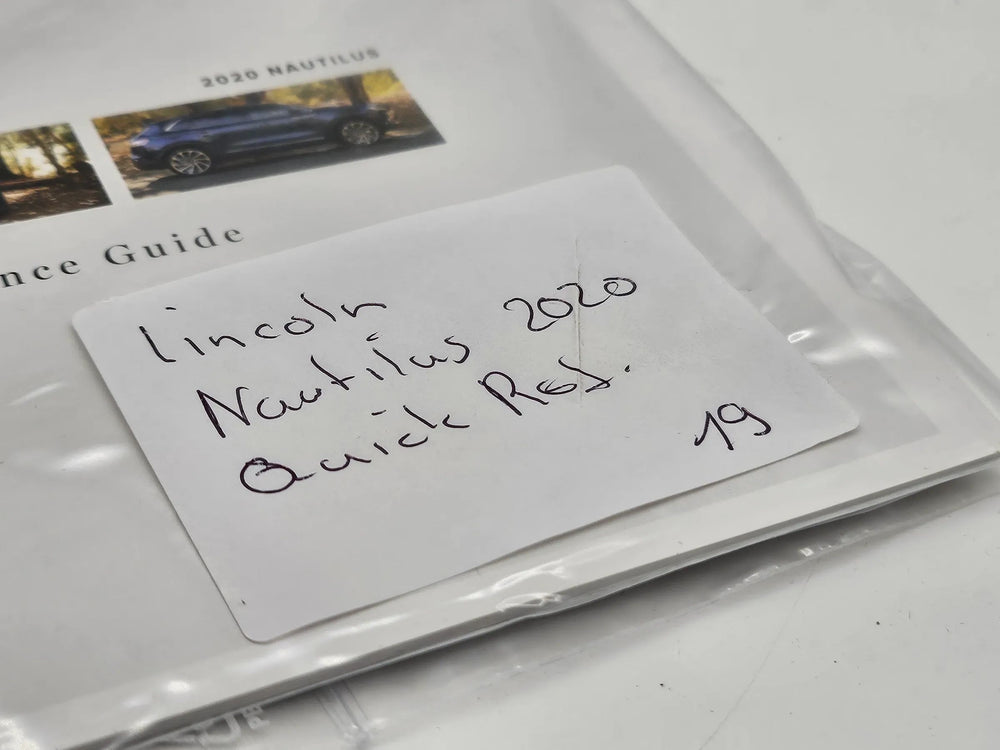 2020 NAUTILUS
nce Guide
Lincoln
Nautilus 2020
Quick Ref.
19